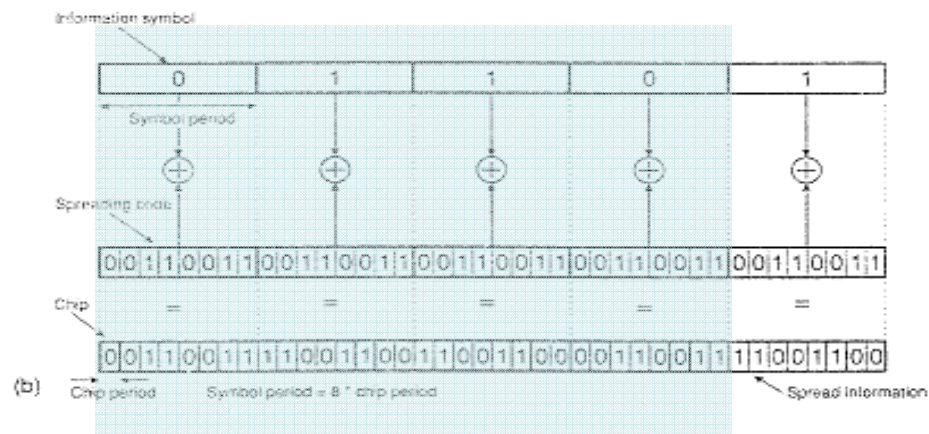 Information symbol
0 1 1 0 1
Symbol period
Spreading code
0 0 1 1 0 0 1 1 0 0 1 1 0 0 1 1 0 0 1 1 0 0 1 1 0 0 1 1 0 0 1 1 0 0 1 1 0 0 1 1
Chip = = = = =
0 0 1 1 0 0 1 1 1 1 0 0 1 1 0 0 1 1 0 0 1 1 0 0 0 0 1 1 0 0 1 1 1 1 0 0 1 1 0 0
(b) Chip period Symbol period = 8 * chip period Spread information